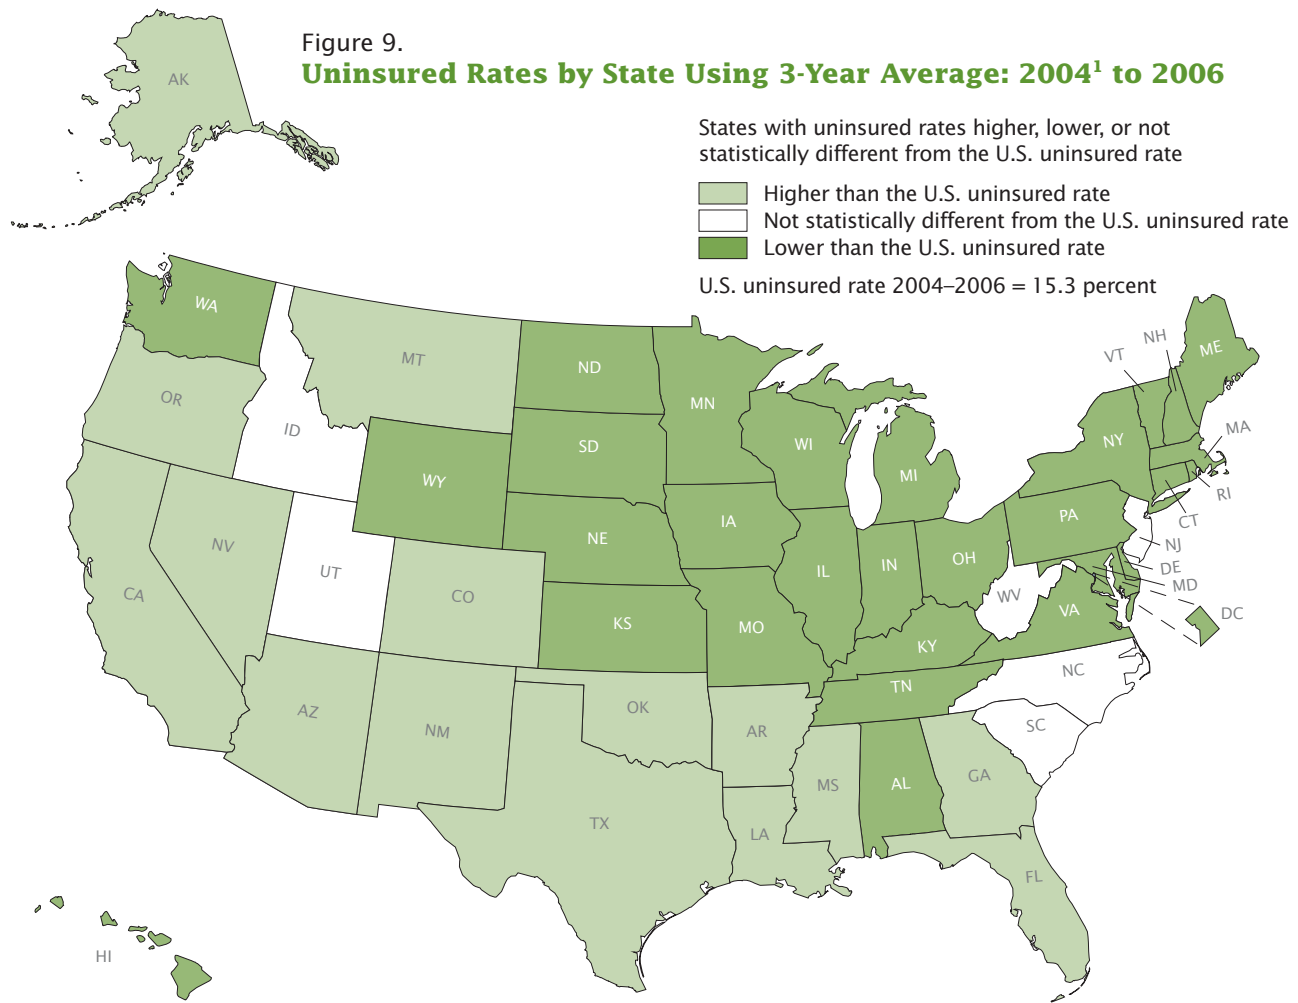 Figure 9.
Uninsured Rates by State Using 3-Year Average: 2004¹ to 2006
States with uninsured rates higher, lower, or not
statistically different from the U.S. uninsured rate
Higher than the U.S. uninsured rate
Not statistically different from the U.S. uninsured rate
Lower than the U.S. uninsured rate
U.S. uninsured rate 2004–2006 = 15.3 percent
AK
WA
MT
ND
MN
VT
NH
ME
OR
ID
WY
SD
WI
MI
NY
MA
RI
CT
NJ
DE
MD
DC
NV
UT
CA
CO
NE
IA
IL
IN
OH
PA
WV
VA
KS
MO
KY
TN
NC
SC
AZ
NM
OK
AR
MS
AL
GA
TX
LA
FL
HI